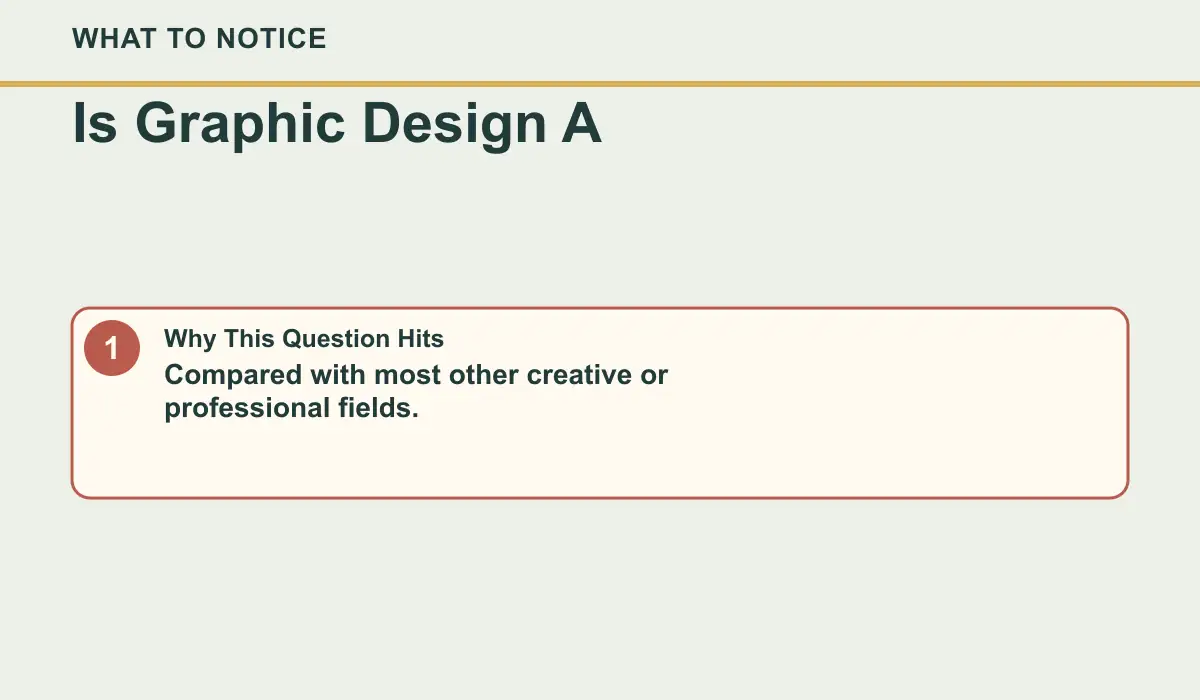 WHAT TO NOTICE
Is Graphic Design A
1
Why This Question Hits
Compared with most other creative or
professional fields.